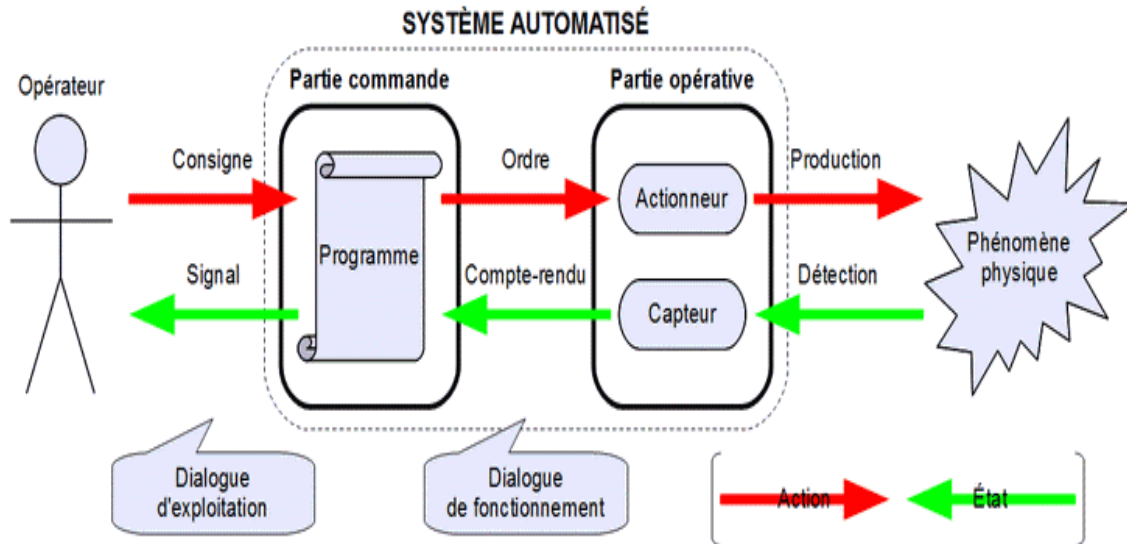 SYSTÈME AUTOMATISÉ
Opérateur
Partie commande
Partie opérative
Consigne
Ordre
Production
Actionneur
Programme
Phénomène
physique
Signal
Compte-rendu
Détection
Capteur
Dialogue
d'exploitation
Dialogue
de fonctionnement
Action
État